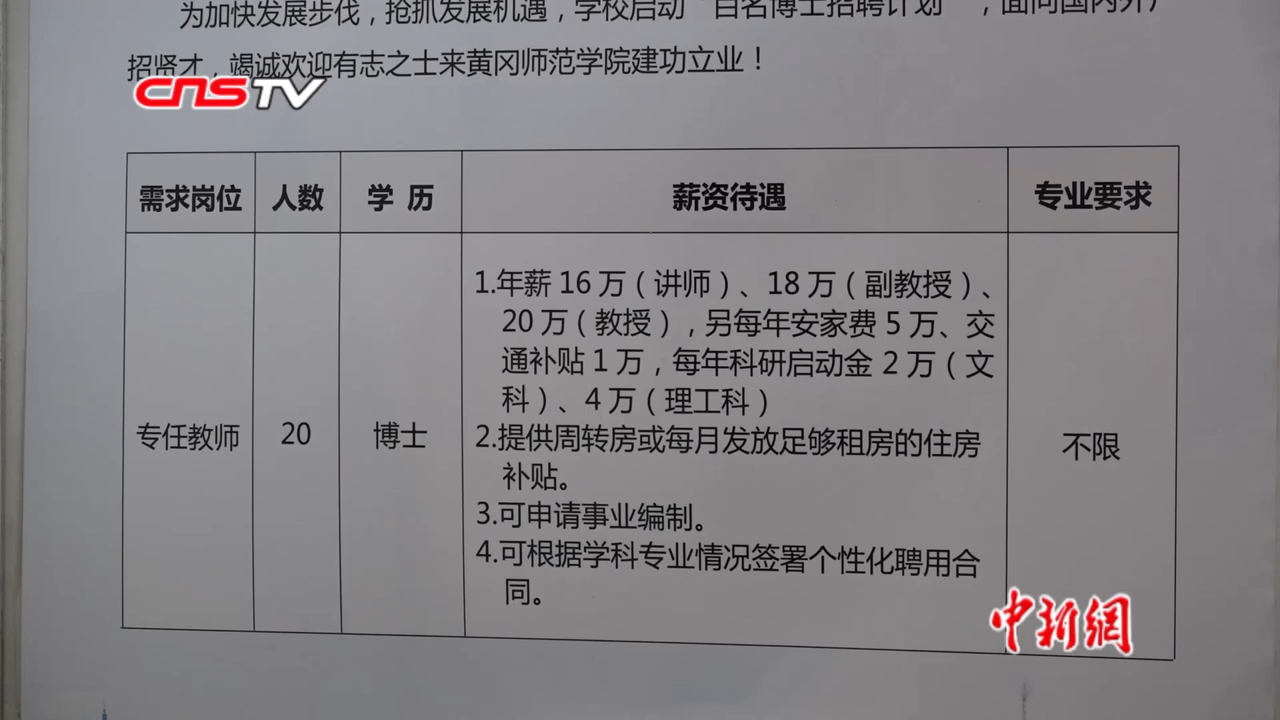 为加快发展步伐，抢抓发展机遇，学校启动“百名博士招聘计划”，面向国内外广
招贤才，竭诚欢迎有志之士来黄冈师范学院建功立业！
CNSTV
需求岗位 人数 学 历 薪资待遇 专业要求
专任教师 20 博士
1.年薪 16 万（讲师）、18 万（副教授）、
20 万（教授），另每年安家费 5 万、交
通补贴 1 万，每年科研启动金 2 万（文
科）、4 万（理工科）
2.提供周转房或每月发放足够租房的住房
补贴。
3.可申请事业编制。
4.可根据学科专业情况签署个性化聘用合
同。
不限
中新網